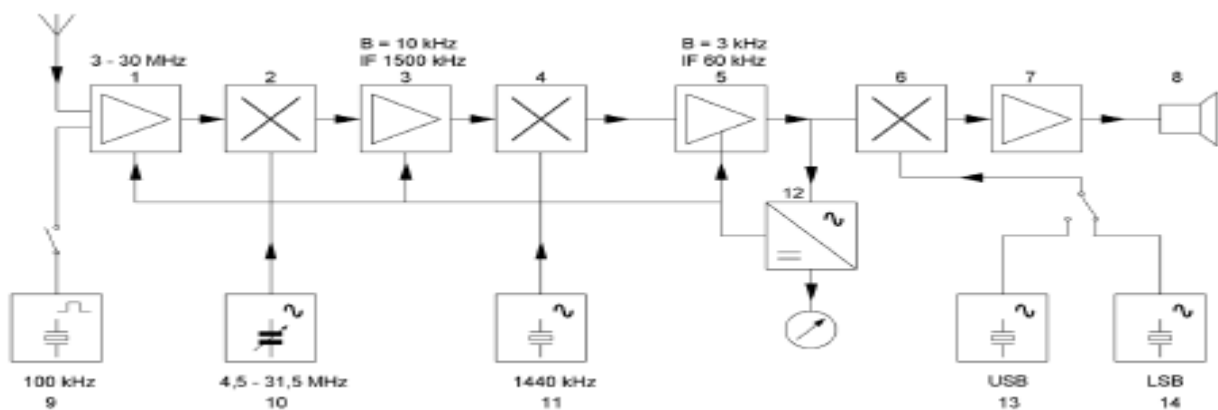 B = 10 kHz
B = 3 kHz
3 - 30 MHz
IF 1500 kHz
IF 60 kHz
1
2
3
4
5
6
7
8
12
100 kHz
4,5 - 31,5 MHz
1440 kHz
USB
LSB
9
10
11
13
14